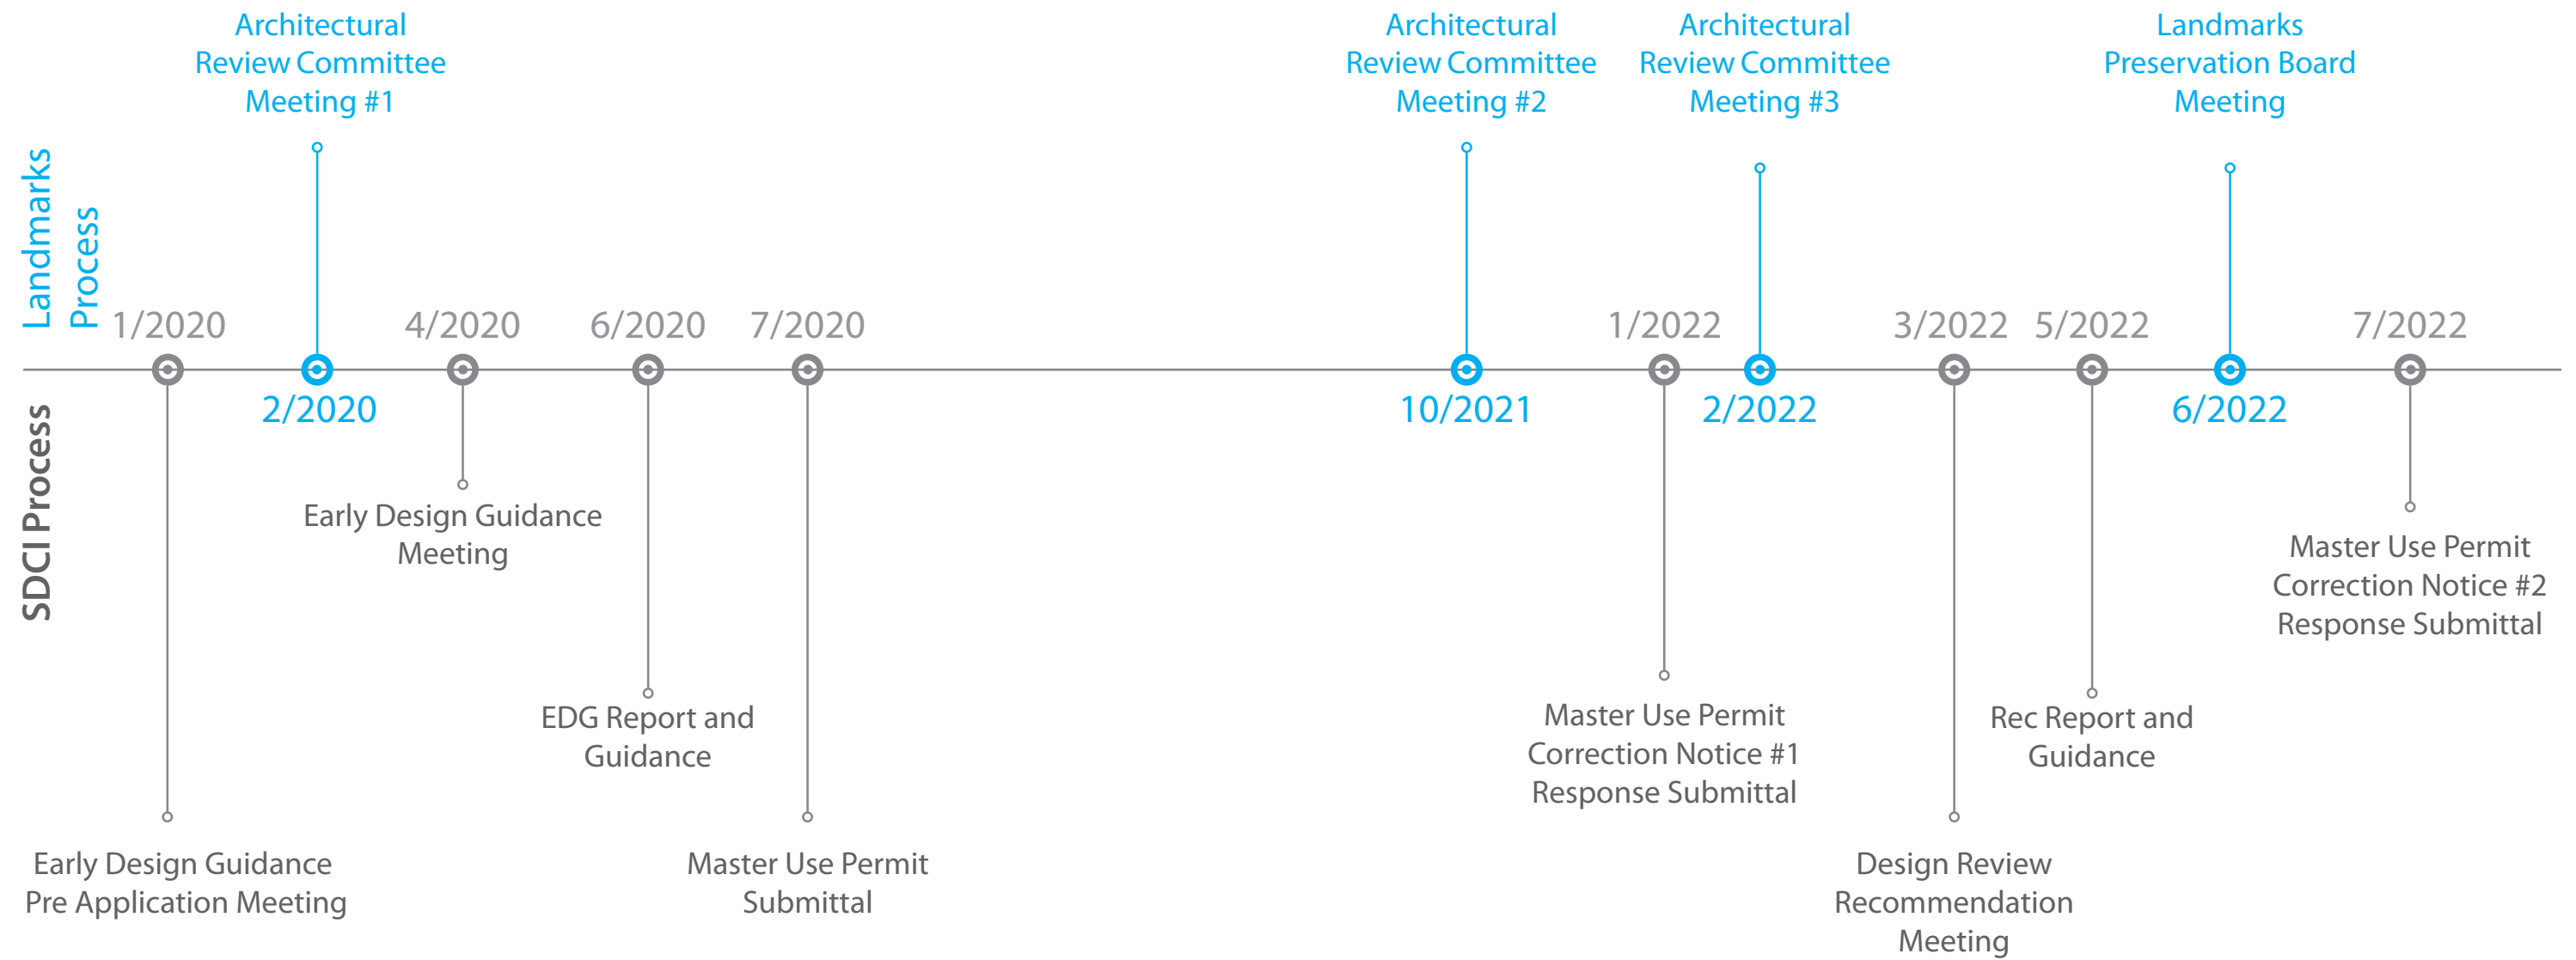 Architectural
Review Committee
Meeting #1
Architectural
Review Committee
Meeting #2
Architectural
Review Committee
Meeting #3
Landmarks
Preservation Board
Meeting
Landmarks
Process
1/2020
4/2020
6/2020
7/2020
1/2022
3/2022
5/2022
7/2022
2/2020
10/2021
2/2022
6/2022
SDCI Process
Early Design Guidance
Meeting
Master Use Permit
Correction Notice #2
Response Submittal
EDG Report and
Guidance
Master Use Permit
Correction Notice #1
Response Submittal
Rec Report and
Guidance
Early Design Guidance
Pre Application Meeting
Master Use Permit
Submittal
Design Review
Recommendation
Meeting